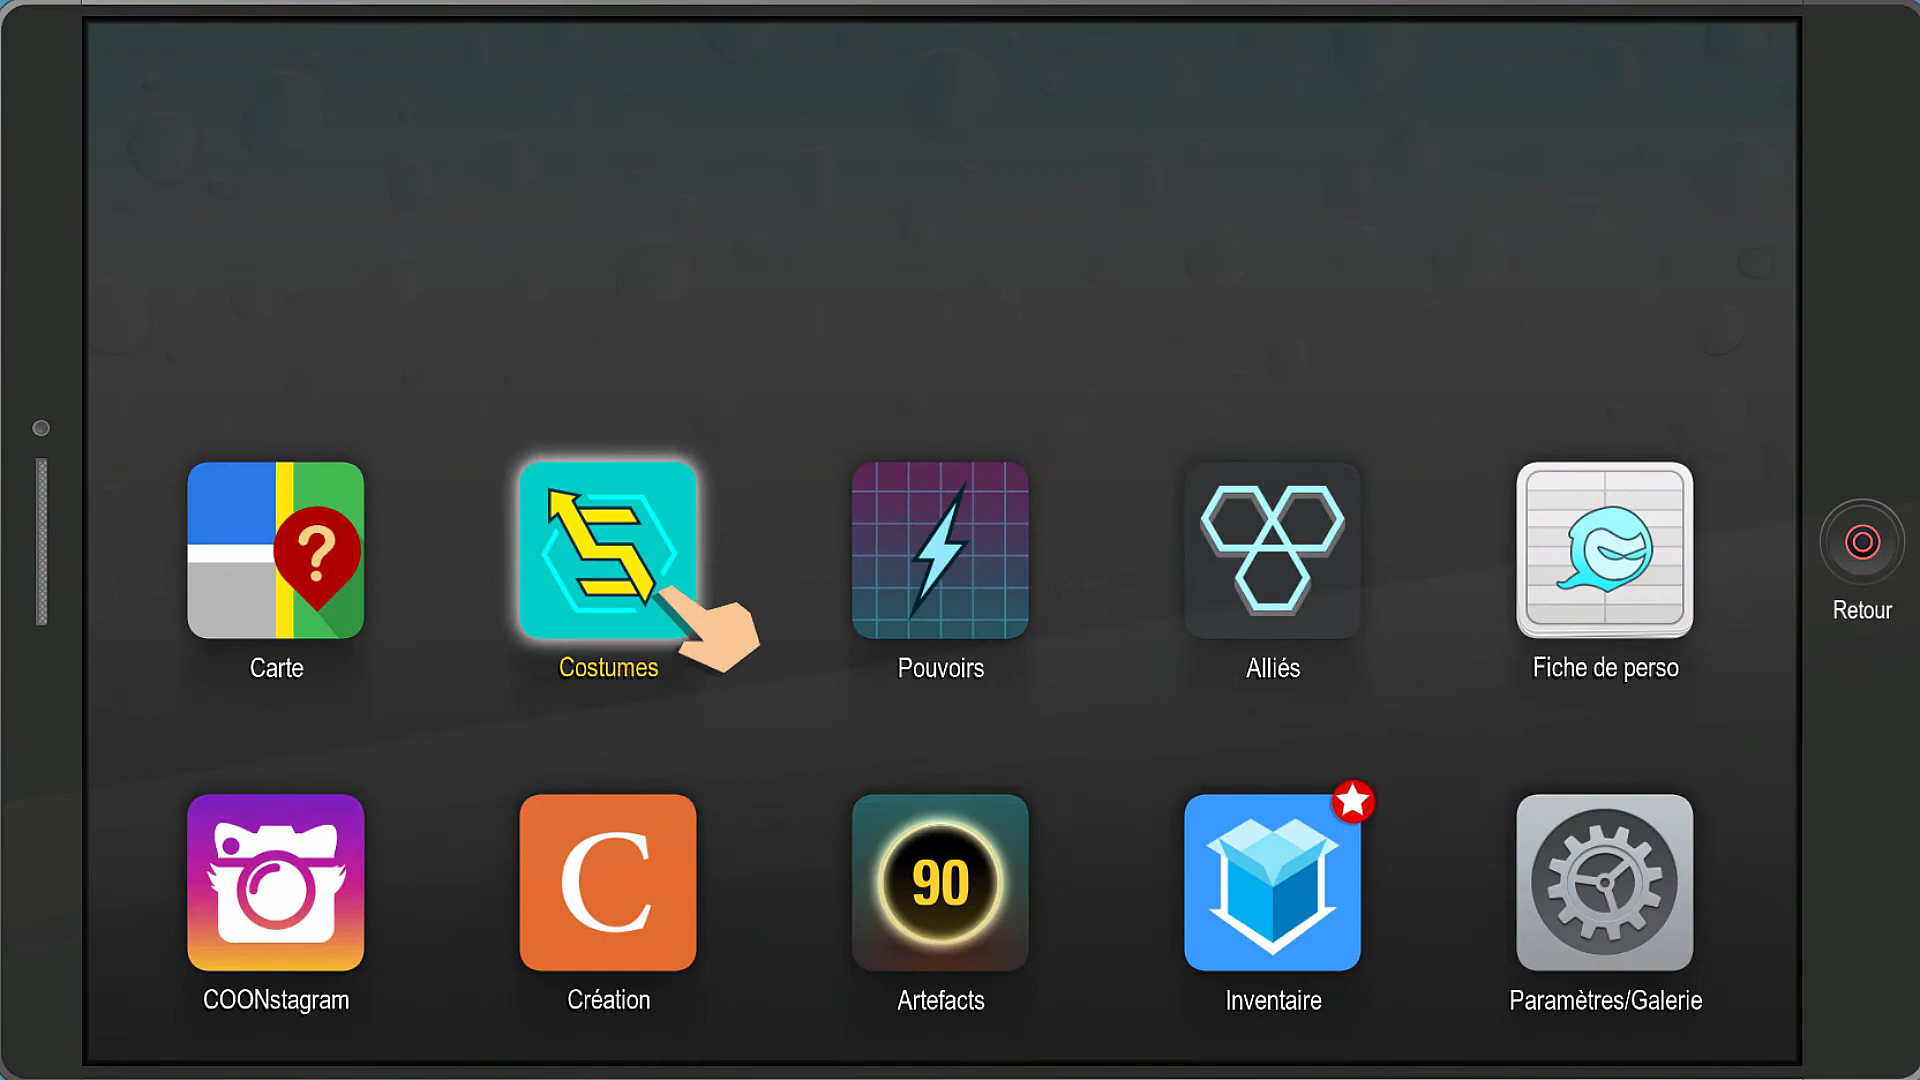 ?
Carte
Costumes
Pouvoirs
Alliés
Fiche de perso
Retour
COONstagram
C
Création
90
Artefacts
Inventaire
Paramètres/Galerie